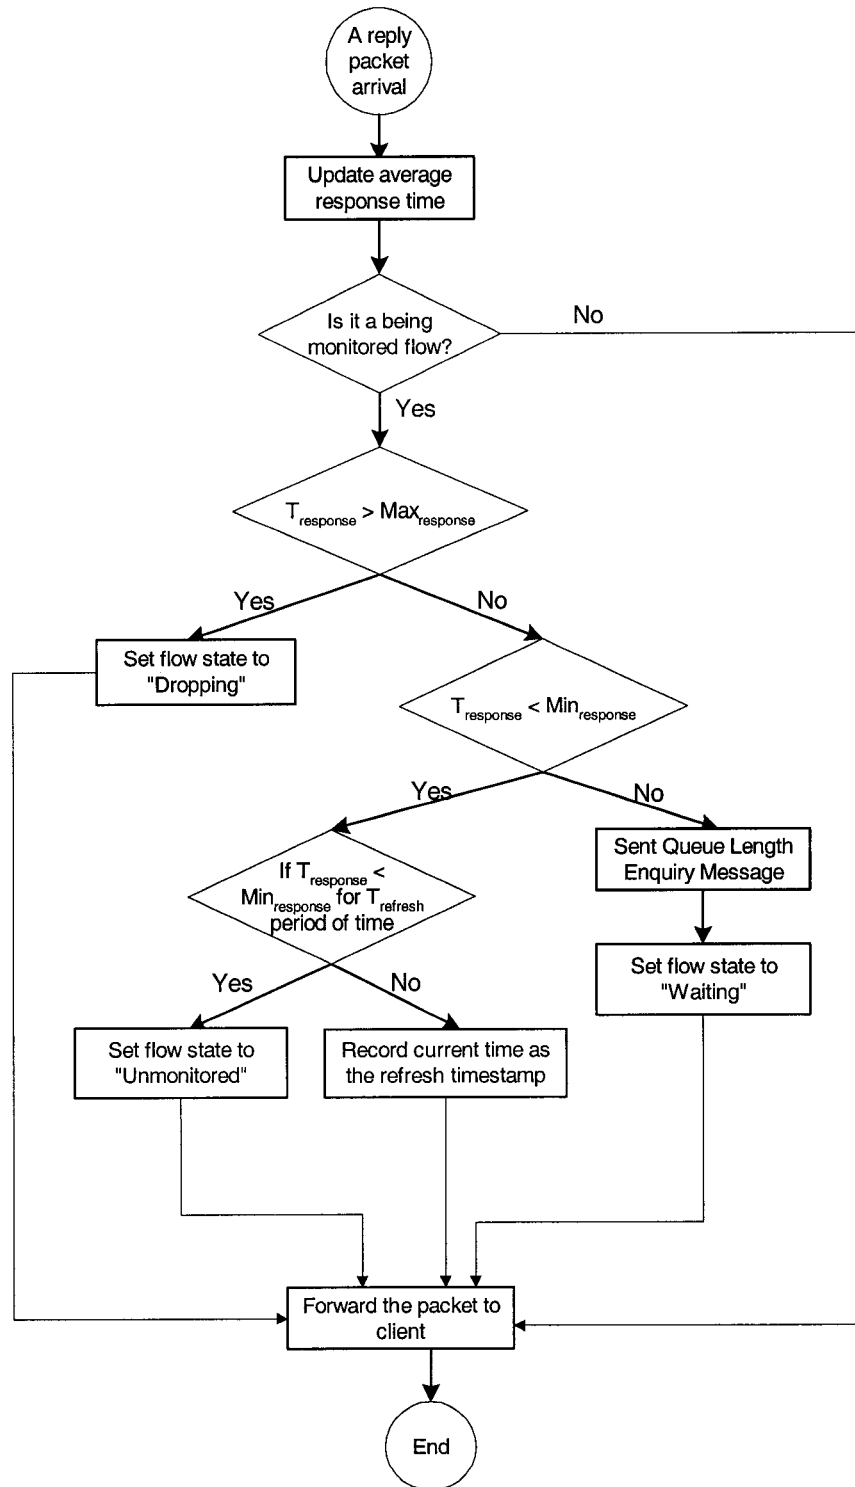 A reply
packet
arrival
Update average
response time
Is it a being
monitored flow?
No
Yes
Tresponse > Maxresponse
Yes
No
Set flow state to
"Dropping"
Tresponse < Minresponse
Yes
No
If Tresponse <
Minresponse for Trefresh
period of time
Sent Queue Length
Enquiry Message
Yes
No
Set flow state to
"Waiting"
Set flow state to
"Unmonitored"
Record current time as
the refresh timestamp
Forward the packet to
client
End